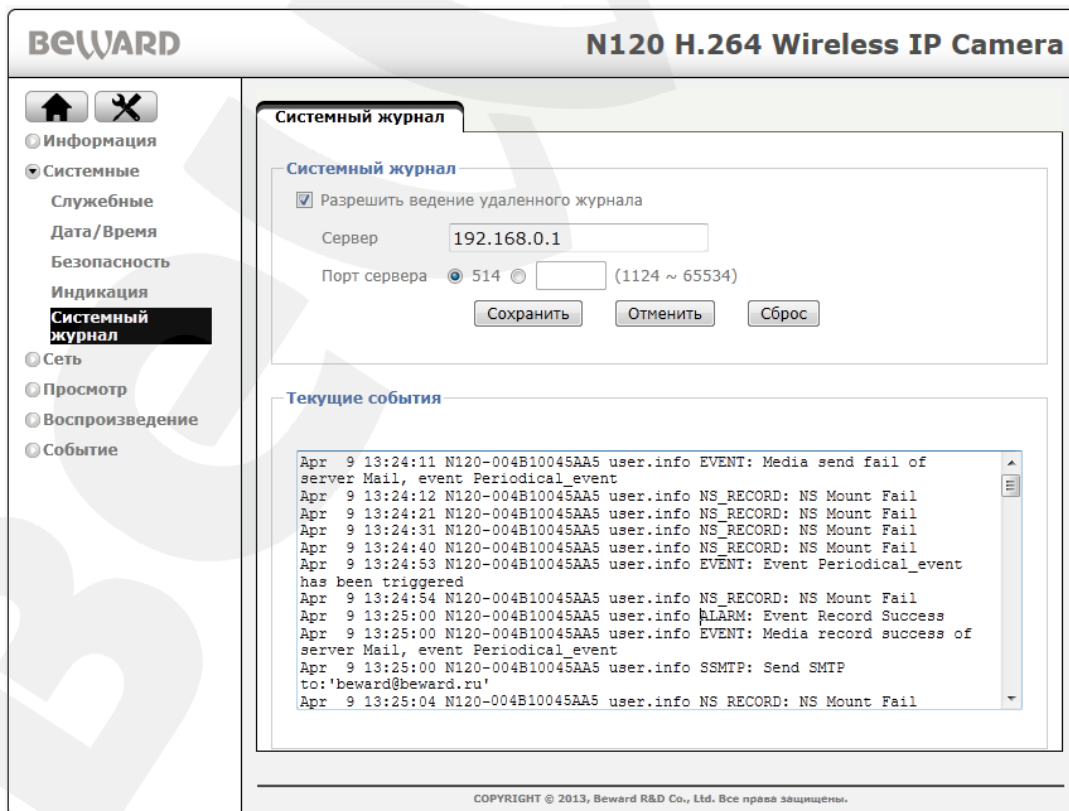 BEWARD
N120 H.264 Wireless IP Camera
Информация
Системные
Служебные
Дата/Время
Безопасность
Индикация
Системный
журнал
Сеть
Просмотр
Воспроизведение
Событие
Системный журнал
Системный журнал
Разрешить ведение удаленного журнала
Сервер 192.168.0.1
Порт сервера 514 (1124 ~ 65534)
Сохранить Отменить Сброс
Текущие события
Apr  9 13:24:11 N120-004B10045AA5 user.info EVENT: Media send fail of
server Mail, event Periodical_event
Apr  9 13:24:12 N120-004B10045AA5 user.info NS_RECORD: NS Mount Fail
Apr  9 13:24:21 N120-004B10045AA5 user.info NS_RECORD: NS Mount Fail
Apr  9 13:24:31 N120-004B10045AA5 user.info NS_RECORD: NS Mount Fail
Apr  9 13:24:40 N120-004B10045AA5 user.info NS_RECORD: NS Mount Fail
Apr  9 13:24:53 N120-004B10045AA5 user.info EVENT: Event Periodical_event
has been triggered
Apr  9 13:24:54 N120-004B10045AA5 user.info NS_RECORD: NS Mount Fail
Apr  9 13:25:00 N120-004B10045AA5 user.info ALARM: Event Record Success
Apr  9 13:25:00 N120-004B10045AA5 user.info EVENT: Media record success of
server Mail, event Periodical_event
Apr  9 13:25:00 N120-004B10045AA5 user.info SSMTP: Send SMTP
to:'beward@beward.ru'
Apr  9 13:25:04 N120-004B10045AA5 user.info NS RECORD: NS Mount Fail
COPYRIGHT © 2013, Beward R&D Co., Ltd. Все права защищены.